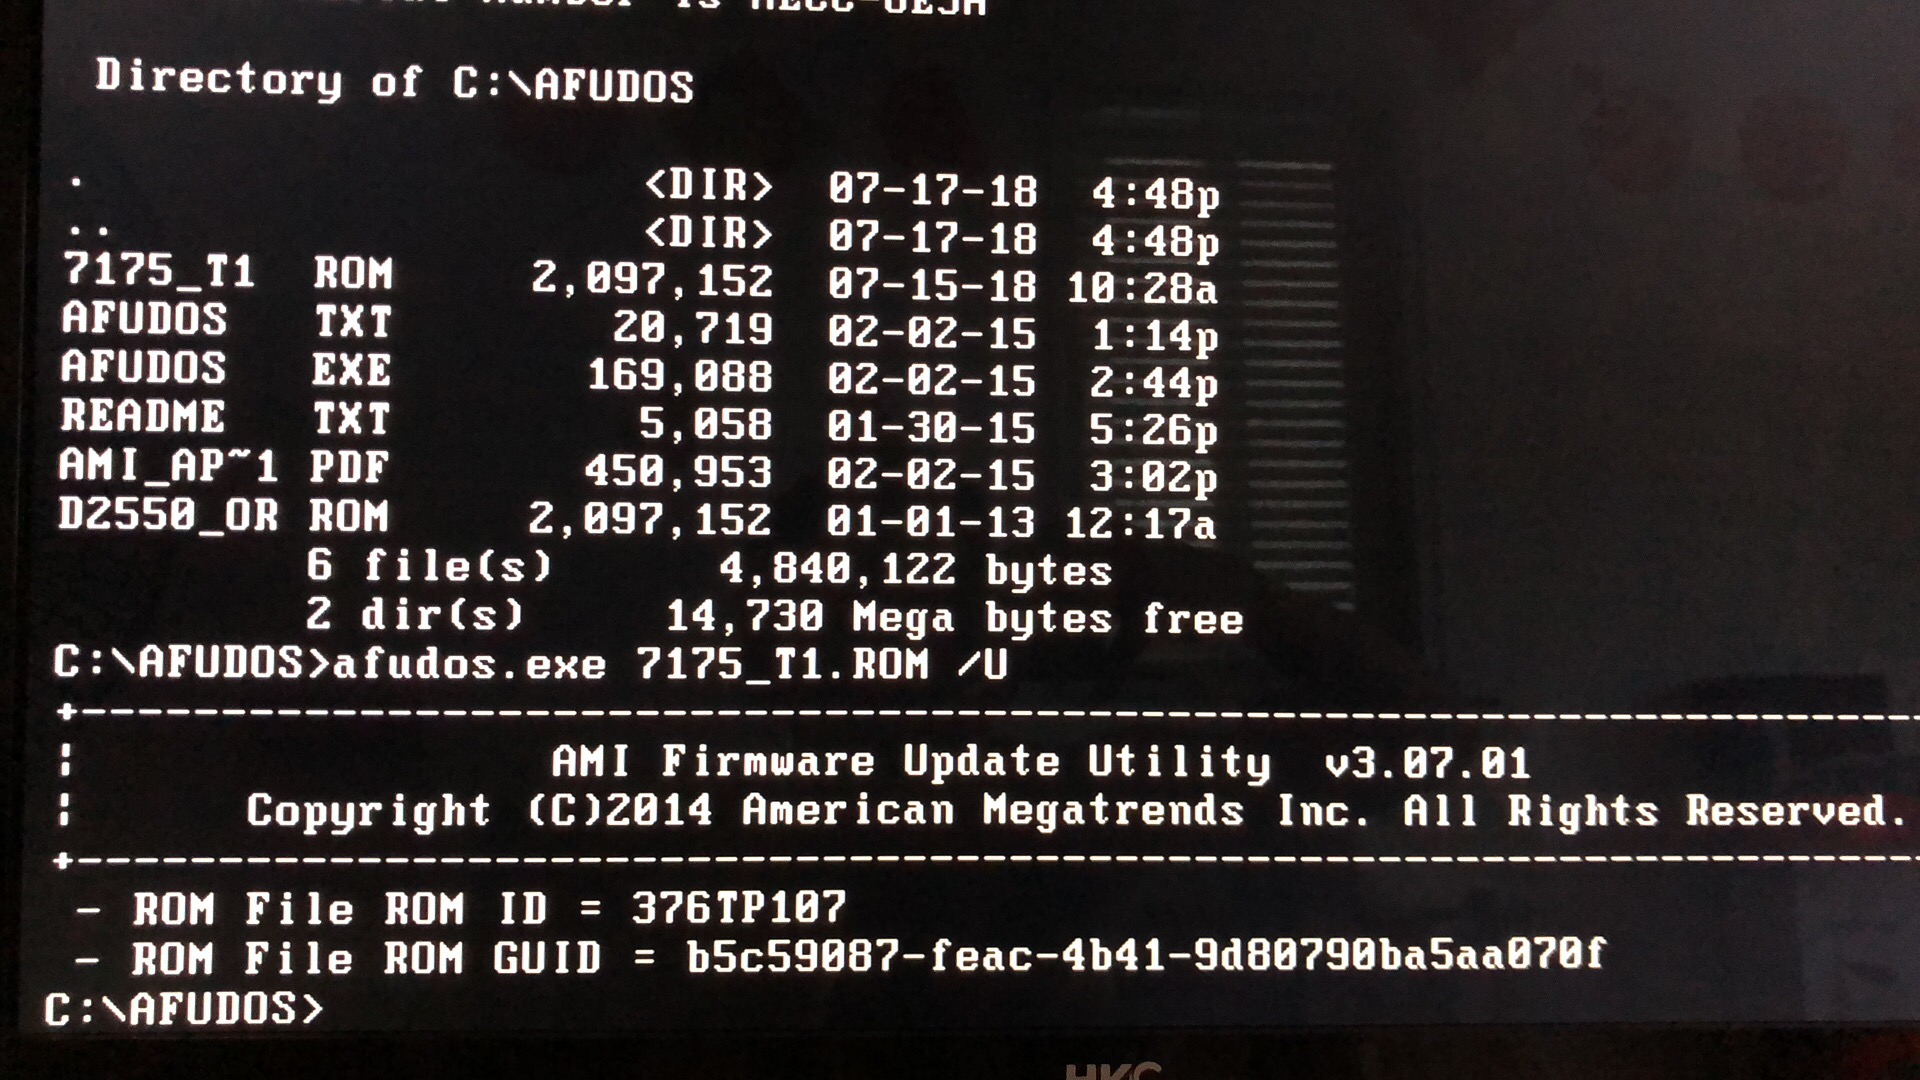 is
Directory of C:\AFUDOS
. <DIR> 07-17-18 4:48p
.. <DIR> 07-17-18 4:48p
7175_T1 ROM 2,097,152 07-15-18 10:28a
AFUDOS TXT 20,719 02-02-15 1:14p
AFUDOS EXE 169,088 02-02-15 2:44p
README TXT 5,058 01-30-15 5:26p
AMI_AP~1 PDF 450,953 02-02-15 3:02p
D2550_OR ROM 2,097,152 01-01-13 12:17a
6 file(s) 4,840,122 bytes
2 dir(s) 14,730 Mega bytes free
C:\AFUDOS>afudos.exe 7175_T1.ROM /U
+------------------------------------------------------------
| AMI Firmware Update Utility v3.07.01
| Copyright (C)2014 American Megatrends Inc. All Rights Reserved.
+------------------------------------------------------------
- ROM File ROM ID = 376TP107
- ROM File ROM GUID = b5c59087-feac-4b41-9d80790ba5aa070f
C:\AFUDOS>
HKC